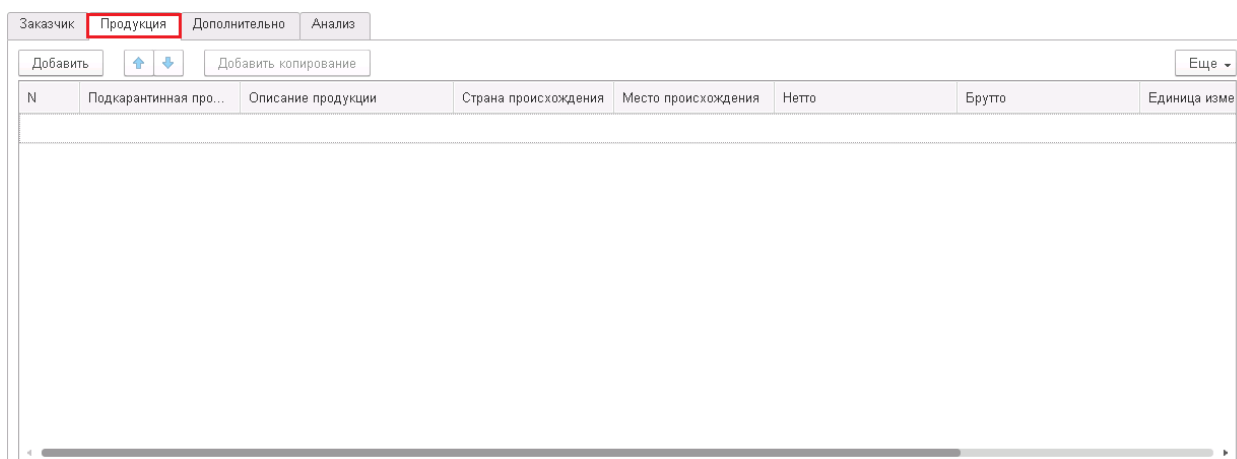 Заказчик Продукция Дополнительно Анализ
Добавить Добавить копирование Еще
N Подкарантинная про... Описание продукции Страна происхождения Место происхождения Нетто Брутто Единица изме